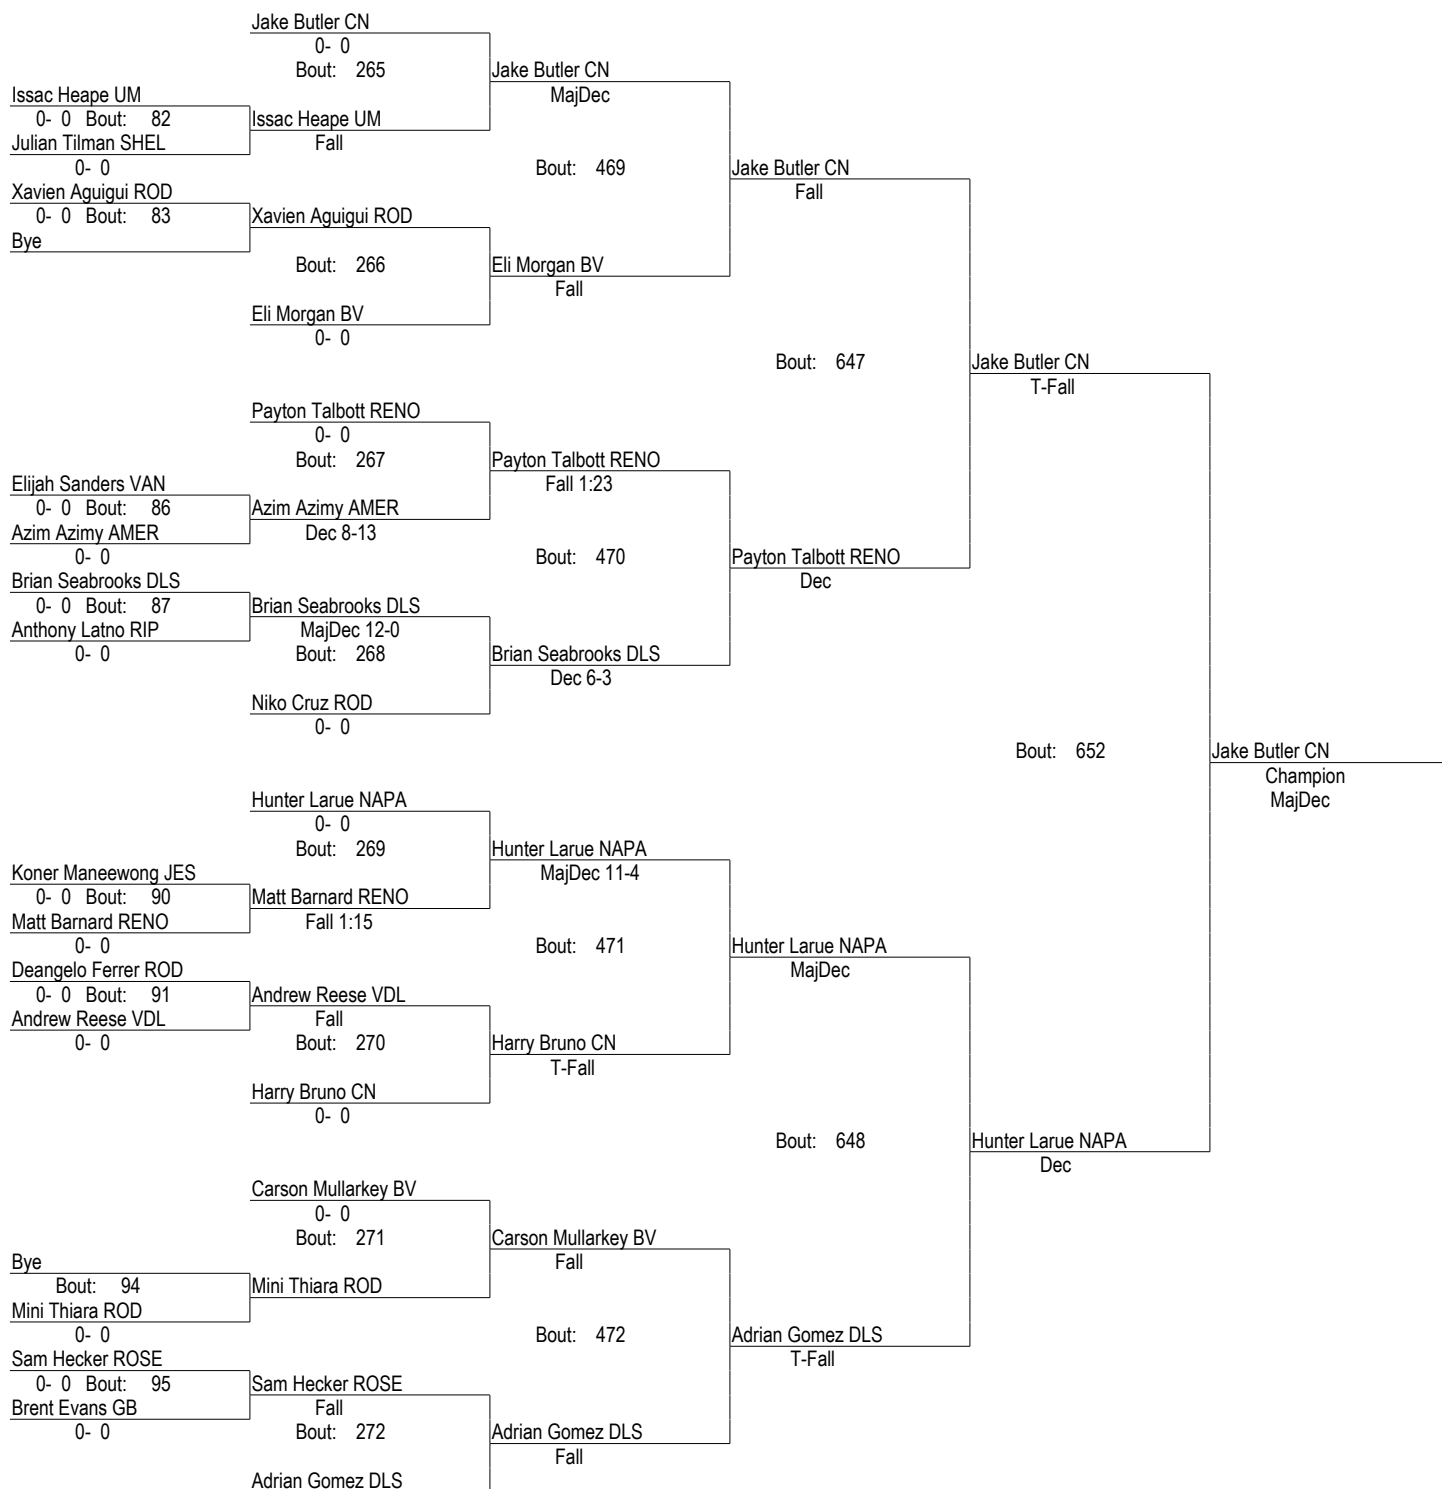 Jake Butler CN
0- 0
Bout: 265
Jake Butler CN
MajDec
Issac Heape UM
0- 0 Bout: 82
Issac Heape UM
Julian Tilman SHEL
Fall
0- 0
Bout: 469
Jake Butler CN
Fall
Xavien Aguigui ROD
0- 0 Bout: 83
Xavien Aguigui ROD
Bye
Bout: 266
Eli Morgan BV
Fall
Eli Morgan BV
0- 0
Bout: 647
Jake Butler CN
T-Fall
Payton Talbott RENO
0- 0
Bout: 267
Payton Talbott RENO
Fall 1:23
Elijah Sanders VAN
0- 0 Bout: 86
Azim Azimy AMER
Azim Azimy AMER
Dec 8-13
0- 0
Bout: 470
Payton Talbott RENO
Dec
Brian Seabrooks DLS
0- 0 Bout: 87
Brian Seabrooks DLS
Anthony Latno RIP
MajDec 12-0
0- 0
Bout: 268
Brian Seabrooks DLS
Dec 6-3
Niko Cruz ROD
0- 0
Bout: 652
Jake Butler CN
Champion
MajDec
Hunter Larue NAPA
0- 0
Bout: 269
Hunter Larue NAPA
MajDec 11-4
Koner Maneewong JES
0- 0 Bout: 90
Matt Barnard RENO
Matt Barnard RENO
Fall 1:15
0- 0
Bout: 471
Hunter Larue NAPA
MajDec
Deangelo Ferrer ROD
0- 0 Bout: 91
Andrew Reese VDL
Andrew Reese VDL
Fall
0- 0
Bout: 270
Harry Bruno CN
T-Fall
Harry Bruno CN
0- 0
Bout: 648
Hunter Larue NAPA
Dec
Carson Mullarkey BV
0- 0
Bout: 271
Carson Mullarkey BV
Fall
Bye
Bout: 94
Mini Thiara ROD
Mini Thiara ROD
0- 0
Bout: 472
Adrian Gomez DLS
T-Fall
Sam Hecker ROSE
0- 0 Bout: 95
Sam Hecker ROSE
Brent Evans GB
Fall
0- 0
Bout: 272
Adrian Gomez DLS
Fall
Adrian Gomez DLS